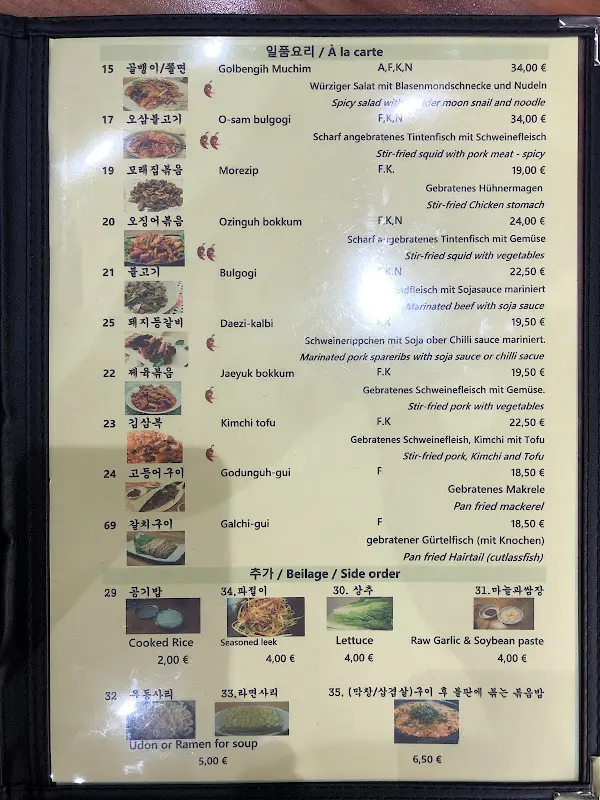 일품요리 / À la carte
15 골뱅이/쫄면 Golbengih Muchim A,F,K,N 34,00 €
Würziger Salat mit Blasenmondschnecke und Nudeln
Spicy salad moon snail and noodle
17 오삼불고기 O-sam bulgogi F,K,N 34,00 €
Scharf angebratenes Tintenfisch mit Schweinefleisch
Stir-fried squid with pork meat - spicy
19 모래집볶음 Morezip F.K. 19,00 €
Gebratenes Hühnermagen
Stir-fried Chicken stomach
20 오징어볶음 Ozinguh bokkum F,K,N 24,00 €
Scharf angebratenes Tintenfisch mit Gemüse
Stir-fried squid with vegetables
21 불고기 Bulgogi F,K,N 22,50 €
mit Sojasauce mariniert
Marinated beef with soja sauce
25 돼지등갈비 Daezi-kalbi 19,50 €
Schweinerippchen mit Soja ober Chilli sauce mariniert.
Marinated pork spareribs with soja sauce or chilli sacue
22 제육볶음 Jaeyuk bokkum F.K 19,50 €
Gebratenes Schweinefleisch mit Gemüse.
Stir-fried pork with vegetables
23 김삼복 Kimchi tofu F.K 22,50 €
Gebratenes Schweinefleish, Kimchi mit Tofu
Stir-fried pork, Kimchi and Tofu
24 고등어구이 Godunguh-gui F 18,50 €
Gebratenes Makrele
Pan fried mackerel
69 갈치구이 Galchi-gui F 18,50 €
gebratener Gürtelfisch (mit Knochen)
Pan fried Hairtail (cutlassfish)
추가 / Beilage / Side order
29 공기밥 34.파절이 30. 상추 31.마늘과쌈장
Cooked Rice Seasoned leek Lettuce Raw Garlic & Soybean paste
2,00 € 4,00 € 4,00 € 4,00 €
32 우동사리 33.라면사리 35. (막창/삼겹살)구이 후 불판에 볶는 볶음밥
Udon or Ramen for soup
5,00 € 6,50 €